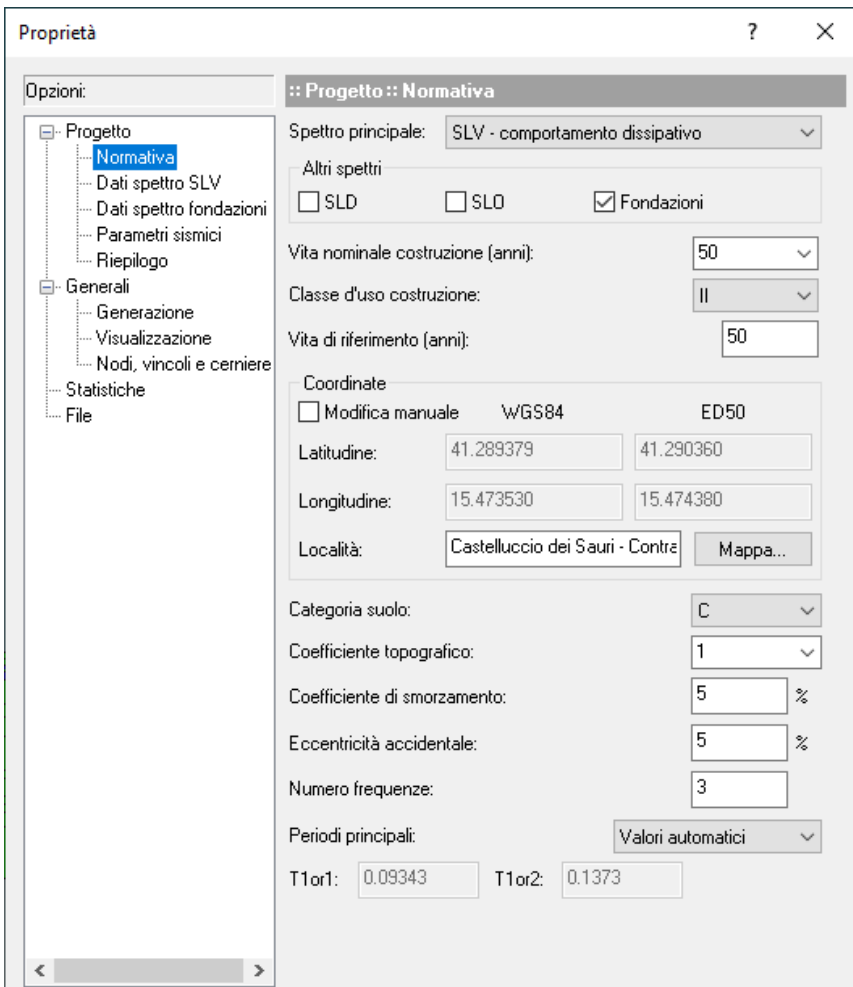 Proprietà
?
Opzioni:
Progetto
Normativa
Dati spettro SLV
Dati spettro fondazioni
Parametri sismici
Riepilogo
Generali
Generazione
Visualizzazione
Nodi, vincoli e cerniere
Statistiche
File
:: Progetto :: Normativa
Spettro principale: SLV - comportamento dissipativo
Altri spettri
SLD SLO Fondazioni
Vita nominale costruzione (anni): 50
Classe d'uso costruzione: II
Vita di riferimento (anni): 50
Coordinate
Modifica manuale WGS84 ED50
Latitudine: 41.289379 41.290360
Longitudine: 15.473530 15.474380
Località: Castelluccio dei Sauri - Contra Mappa...
Categoria suolo: C
Coefficiente topografico: 1
Coefficiente di smorzamento: 5 %
Eccentricità accidentale: 5 %
Numero frequenze: 3
Periodi principali: Valori automatici
T1or1: 0.09343 T1or2: 0.1373